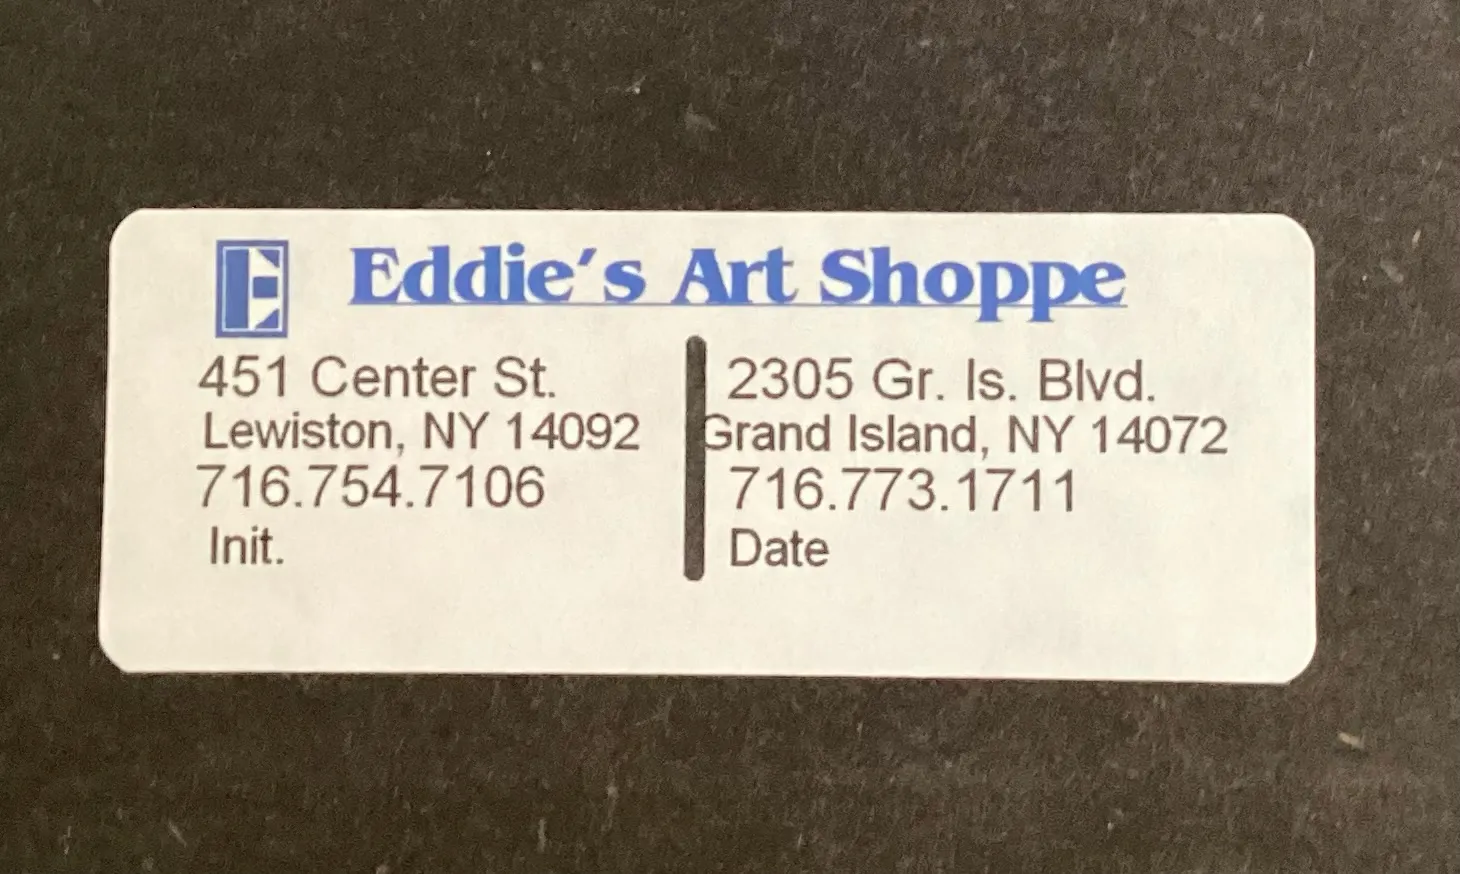 E Eddie's Art Shoppe
451 Center St.
Lewiston, NY 14092
716.754.7106
Init.
2305 Gr. Is. Blvd.
Grand Island, NY 14072
716.773.1711
Date